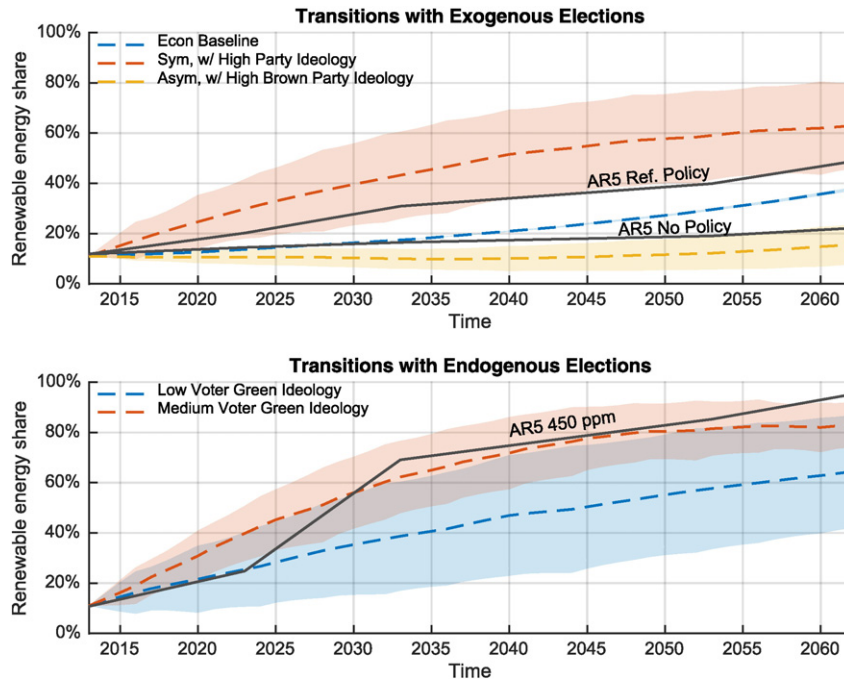 Transitions with Exogenous Elections
100%
Econ Baseline
Sym, w/ High Party Ideology
80%
Asym, w/ High Brown Party Ideology
60%
Renewable energy share
AR5 Ref. Policy
40%
AR5 No Policy
20%
0%
2015 2020 2025 2030 2035 2040 2045 2050 2055 2060
Time
Transitions with Endogenous Elections
100%
Low Voter Green Ideology
Medium Voter Green Ideology
80%
AR5 450 ppm
60%
Renewable energy share
40%
20%
0%
2015 2020 2025 2030 2035 2040 2045 2050 2055 2060
Time